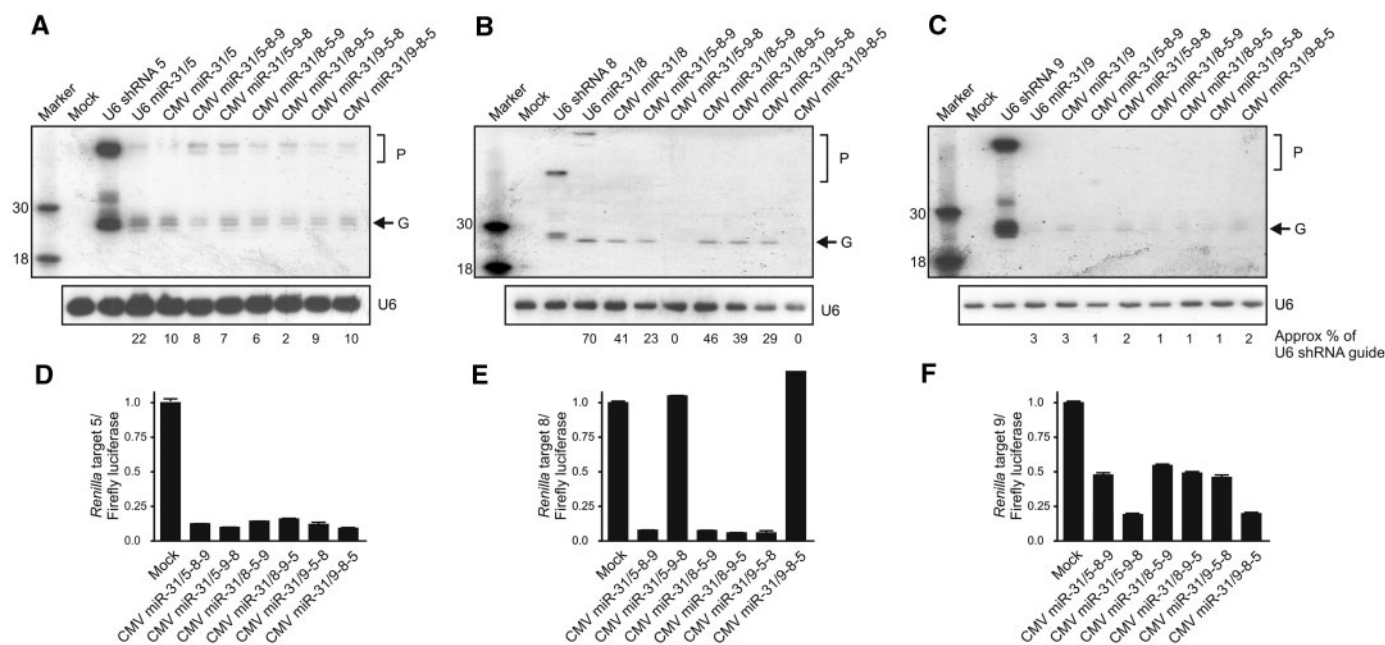 A
Marker
Mock
U6 shRNA 5
U6 miR-31/5
CMV miR-31/5
CMV miR-31/5-8-9
CMV miR-31/5-9-8
CMV miR-31/8-5-9
CMV miR-31/8-9-5
CMV miR-31/9-5-8
CMV miR-31/9-8-5
30
18
P
G
U6
22 10 8 7 6 2 9 10
B
Marker
Mock
U6 shRNA 8
U6 miR-31/8
CMV miR-31/8
CMV miR-31/5-8-9
CMV miR-31/5-9-8
CMV miR-31/8-5-9
CMV miR-31/8-9-5
CMV miR-31/9-5-8
CMV miR-31/9-8-5
30
18
P
G
U6
70 41 23 0 46 39 29 0
C
Marker
Mock
U6 shRNA 9
U6 miR-31/9
CMV miR-31/9
CMV miR-31/5-8-9
CMV miR-31/5-9-8
CMV miR-31/8-5-9
CMV miR-31/8-9-5
CMV miR-31/9-5-8
CMV miR-31/9-8-5
30
18
P
G
U6
3 3 1 2 1 1 1 2
Approx % of
U6 shRNA guide
D
Renilla target 5/
Firefly luciferase
1.0
0.75
0.5
0.25
0.0
Mock
CMV miR-31/5-8-9
CMV miR-31/5-9-8
CMV miR-31/8-5-9
CMV miR-31/8-9-5
CMV miR-31/9-5-8
CMV miR-31/9-8-5
E
Renilla target 8/
Firefly luciferase
1.0
0.75
0.5
0.25
0.0
Mock
CMV miR-31/5-8-9
CMV miR-31/5-9-8
CMV miR-31/8-5-9
CMV miR-31/8-9-5
CMV miR-31/9-5-8
CMV miR-31/9-8-5
F
Renilla target 9/
Firefly luciferase
1.0
0.75
0.5
0.25
0.0
Mock
CMV miR-31/5-8-9
CMV miR-31/5-9-8
CMV miR-31/8-5-9
CMV miR-31/8-9-5
CMV miR-31/9-5-8
CMV miR-31/9-8-5